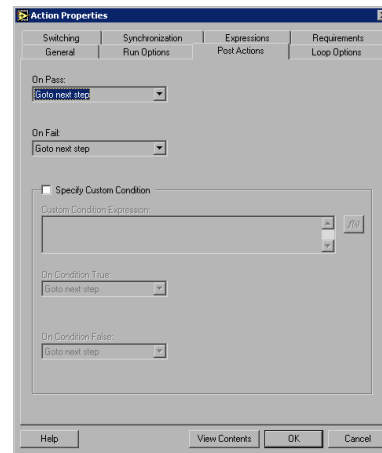 Action Properties
Switching Synchronization Expressions Requirements
General Run Options Post Actions Loop Options
On Pass:
Goto next step
On Fail:
Goto next step
Specify Custom Condition
Custom Condition Expression:
f(x)
On Condition True:
Goto next step
On Condition False:
Goto next step
Help View Contents OK Cancel